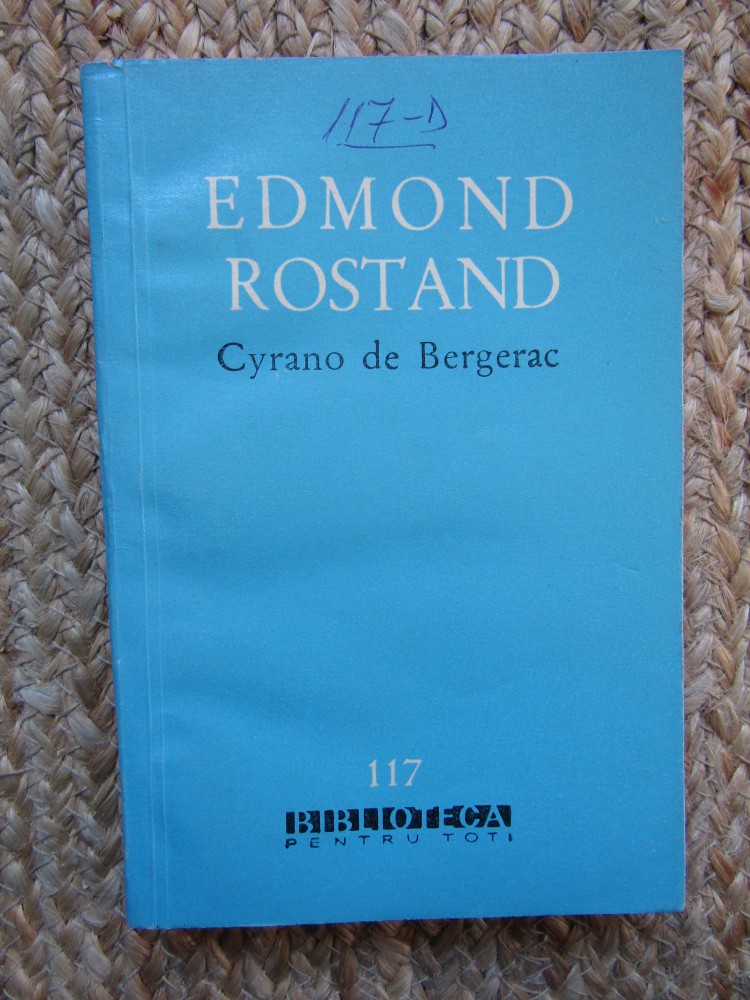 117-D
EDMOND
ROSTAND
Cyrano de Bergerac
117
BIBLIOTECA
PENTRU TOTI